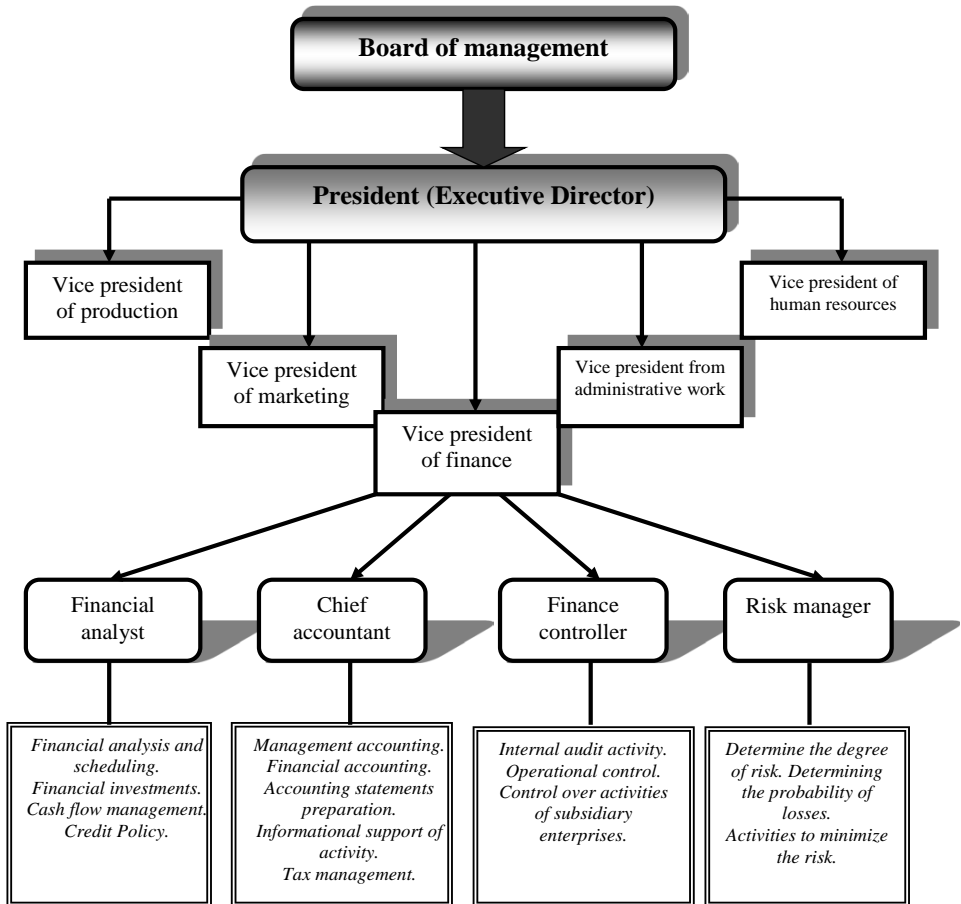 Board of management
President (Executive Director)
Vice president
of production
Vice president of
human resources
Vice president
of marketing
Vice president from
administrative work
Vice president
of finance
Financial
analyst
Chief
accountant
Finance
controller
Risk manager
Financial analysis and
scheduling.
Financial investments.
Cash flow management.
Credit Policy.
Management accounting.
Financial accounting.
Accounting statements
preparation.
Informational support of
activity.
Tax management.
Internal audit activity.
Operational control.
Control over activities
of subsidiary
enterprises.
Determine the degree
of risk. Determining
the probability of
losses.
Activities to minimize
the risk.